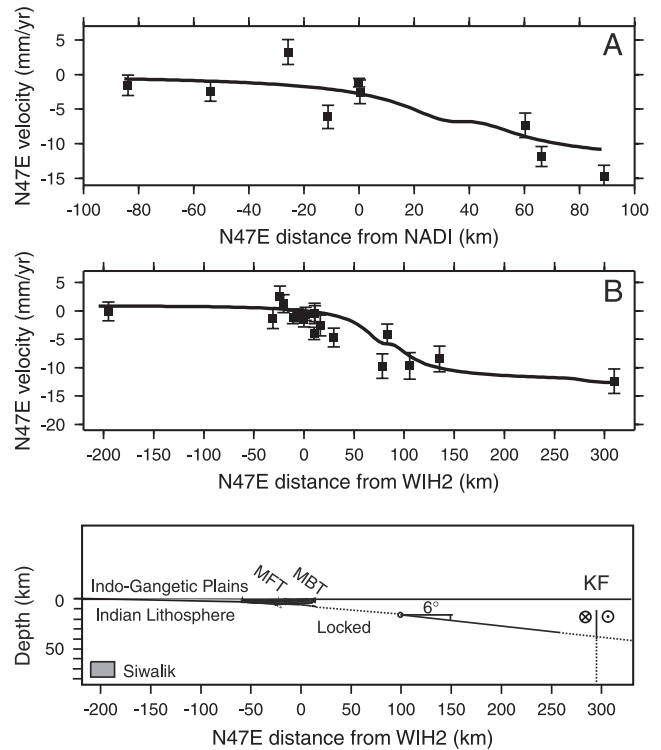 A
N47E velocity (mm/yr)
5
0
-5
-10
-15
-100 -80 -60 -40 -20 0 20 40 60 80 100
N47E distance from NADI (km)
B
N47E velocity (mm/yr)
5
0
-5
-10
-15
-20
-200 -150 -100 -50 0 50 100 150 200 250 300
N47E distance from WIH2 (km)
Depth (km)
0
50
Indo-Gangetic Plains
MFT
MBT
KF
Indian Lithosphere
Locked
6°
Siwalik
-200 -150 -100 -50 0 50 100 150 200 250 300
N47E distance from WIH2 (km)